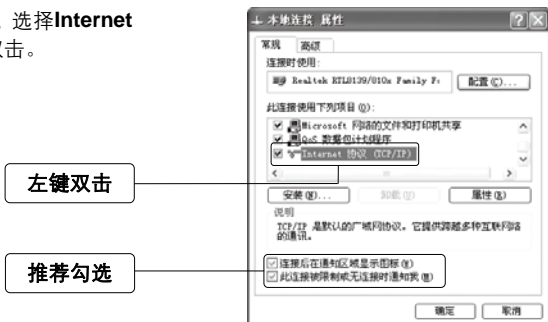 选择Internet
双击。
本地连接 属性
常规 高级
连接时使用:
Realtek RTL8139/810x Family F
配置(C)...
此连接使用下列项目(O):
Microsoft 网络的文件和打印机共享
QoS 数据包计划程序
Internet 协议 (TCP/IP)
左键双击
安装(N)... 卸载(U) 属性(R)
说明
TCP/IP 是默认的广域网协议。它提供跨越多种互联网络
的通讯。
推荐勾选
连接后在通知区域显示图标(W)
此连接被限制或无连接时通知我(M)
确定 取消